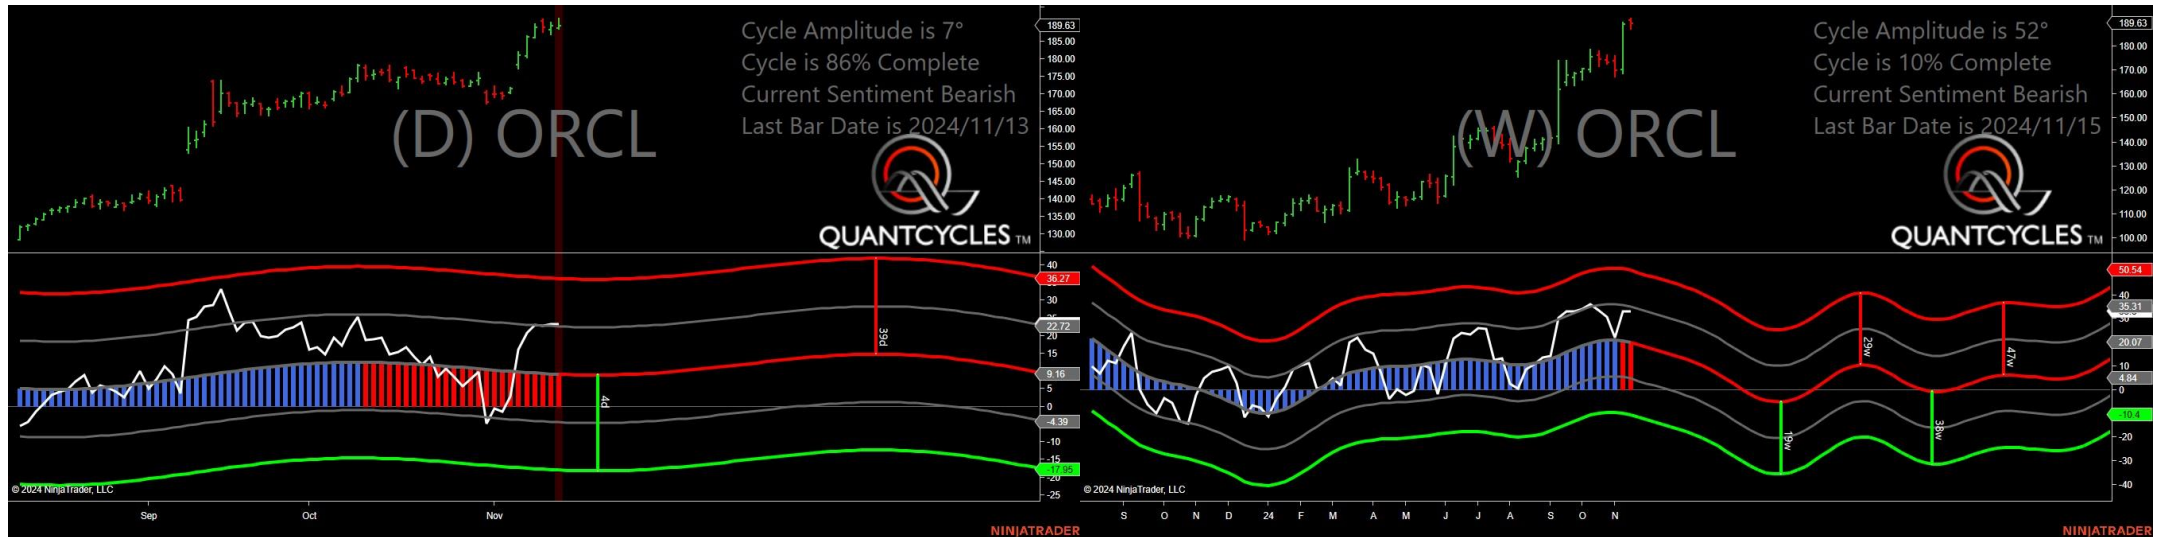 Cycle Amplitude is 7°
Cycle is 86% Complete
Current Sentiment Bearish
Last Bar Date is 2024/11/13
(D) ORCL
QUANTCYCLES TM
189.63
185.00
180.00
175.00
170.00
165.00
160.00
155.00
150.00
145.00
140.00
135.00
130.00
40
36.27
30
22.72
20
15
9.16
5
0
-4.39
-10
-15
-17.95
-20
-25
39d
4d
© 2024 NinjaTrader, LLC
Sep Oct Nov
NINJATRADER
Cycle Amplitude is 52°
Cycle is 10% Complete
Current Sentiment Bearish
Last Bar Date is 2024/11/15
(W) ORCL
QUANTCYCLES TM
189.63
180.00
170.00
160.00
150.00
140.00
130.00
120.00
110.00
100.00
50.54
40
35.31
30
20.07
10
4.84
0
-10.4
-20
-30
-40
29w
47w
19w
38w
© 2024 NinjaTrader, LLC
S O N D 24 F M A M J J A S O N
NINJATRADER